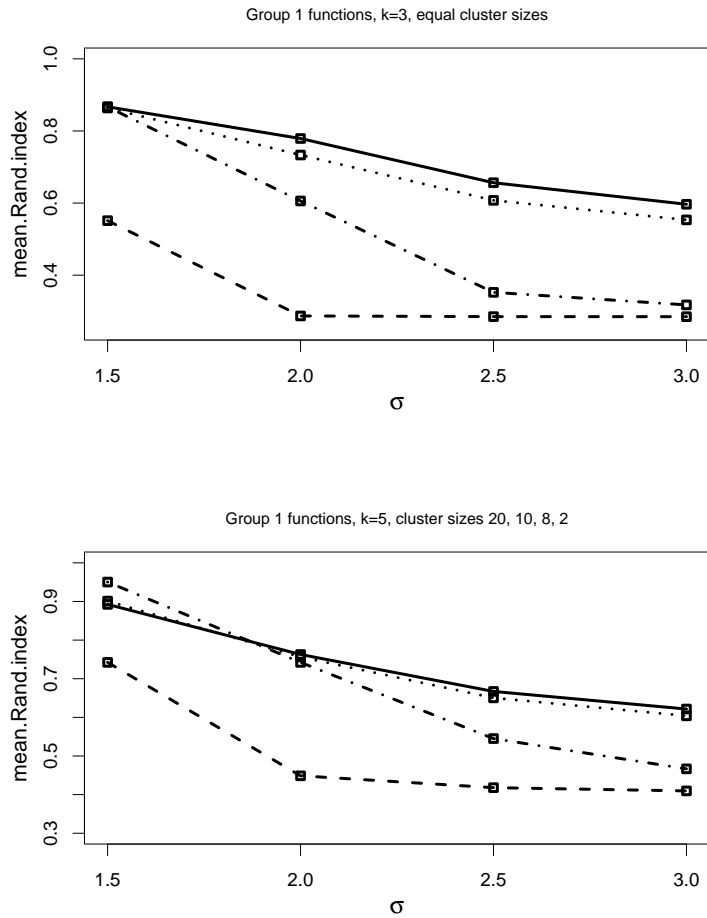 Group 1 functions, k=3, equal cluster sizes
mean.Rand.index
1.0
0.8
0.6
0.4
1.5 2.0 2.5 3.0
σ
Group 1 functions, k=5, cluster sizes 20, 10, 8, 2
mean.Rand.index
0.9
0.7
0.5
0.3
1.5 2.0 2.5 3.0
σ